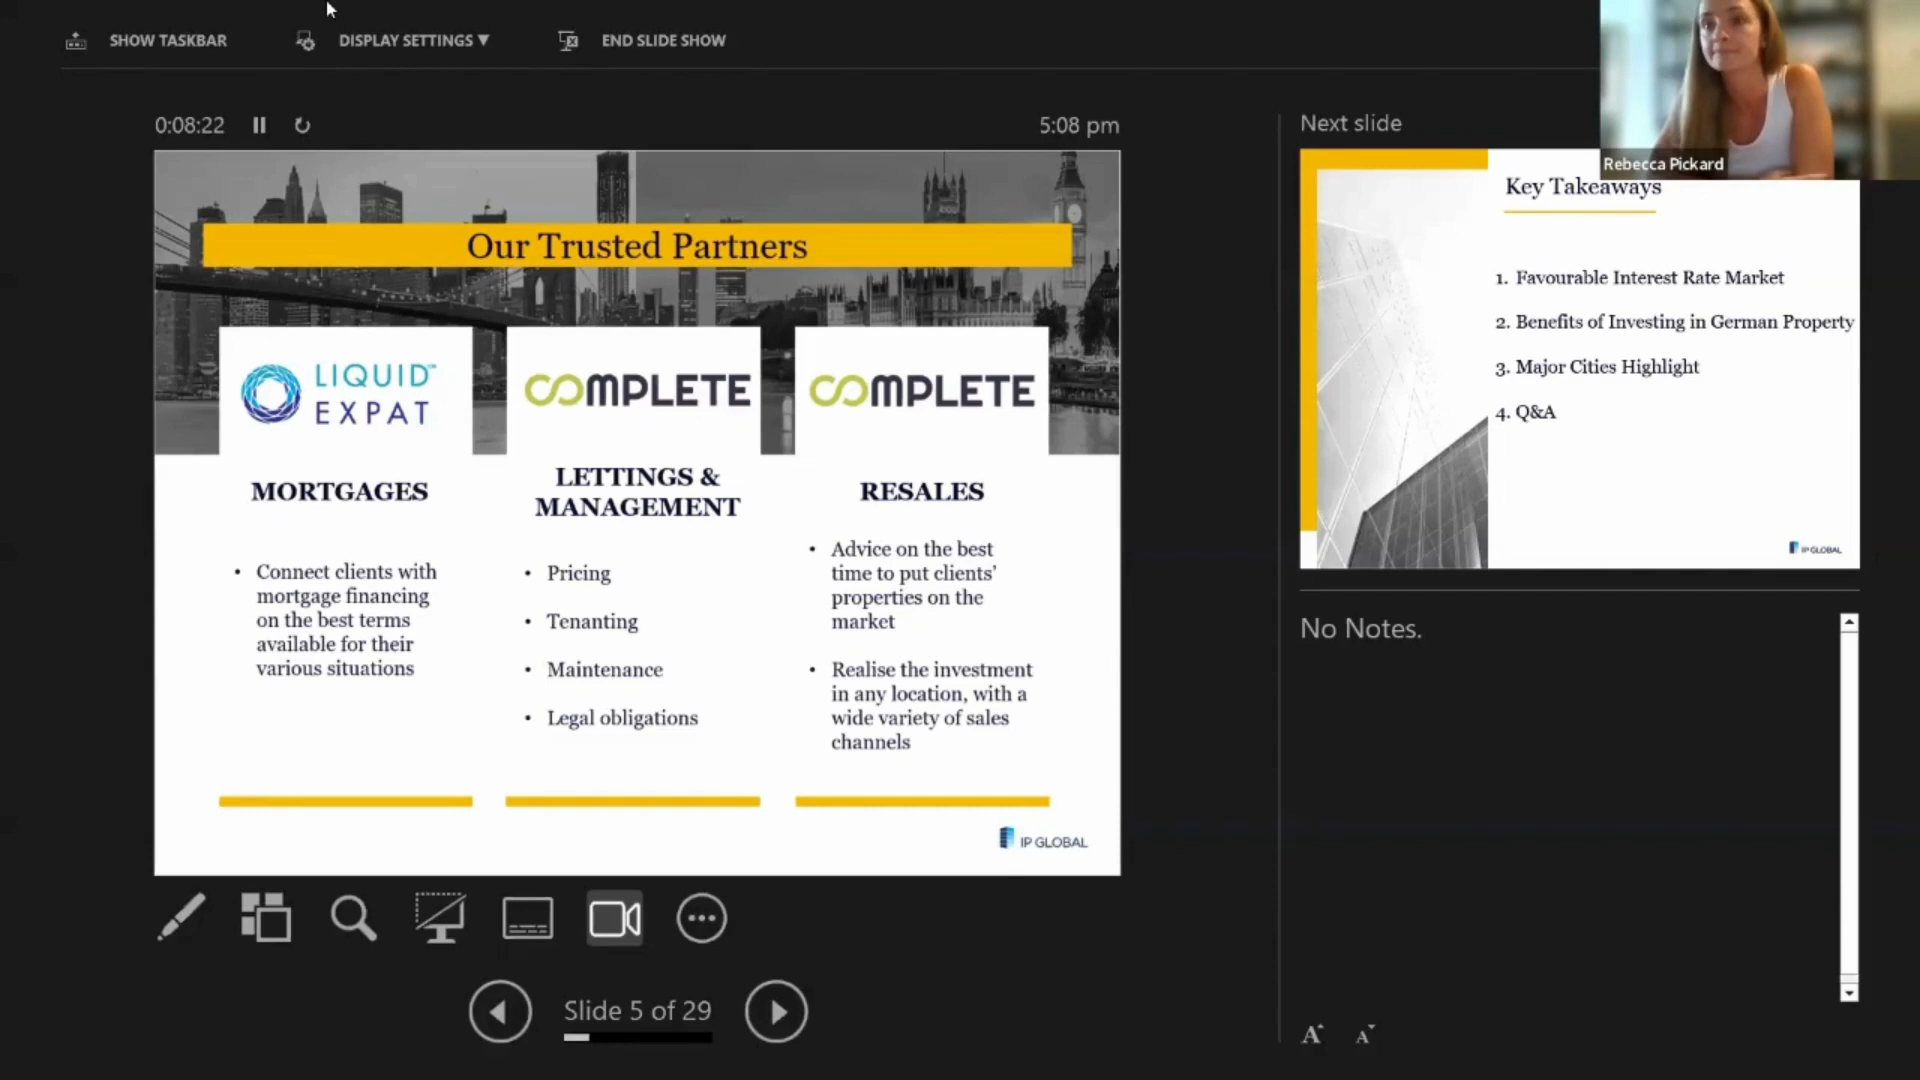 SHOW TASKBAR
DISPLAY SETTINGS ▼
END SLIDE SHOW
Rebecca Pickard
0:08:22
5:08 pm
Our Trusted Partners
LIQUID™
EXPAT
COMPLETE
COMPLETE
MORTGAGES
• Connect clients with
mortgage financing
on the best terms
available for their
various situations
LETTINGS &
MANAGEMENT
• Pricing
• Tenanting
• Maintenance
• Legal obligations
RESALES
• Advice on the best
time to put clients’
properties on the
market
• Realise the investment
in any location, with a
wide variety of sales
channels
IP GLOBAL
Slide 5 of 29
Next slide
Key Takeaways
1. Favourable Interest Rate Market
2. Benefits of Investing in German Property
3. Major Cities Highlight
4. Q&A
IP GLOBAL
No Notes.
A A